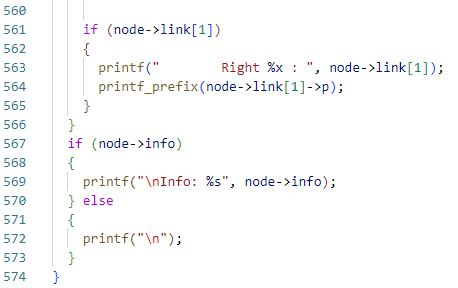 560
561 if (node->link[1])
562 {
563 printf("        Right %x : ", node->link[1]);
564 printf_prefix(node->link[1]->p);
565 }
566 }
567 if (node->info)
568 {
569 printf("\nInfo: %s", node->info);
570 } else
571 {
572 printf("\n");
573 }
574 }